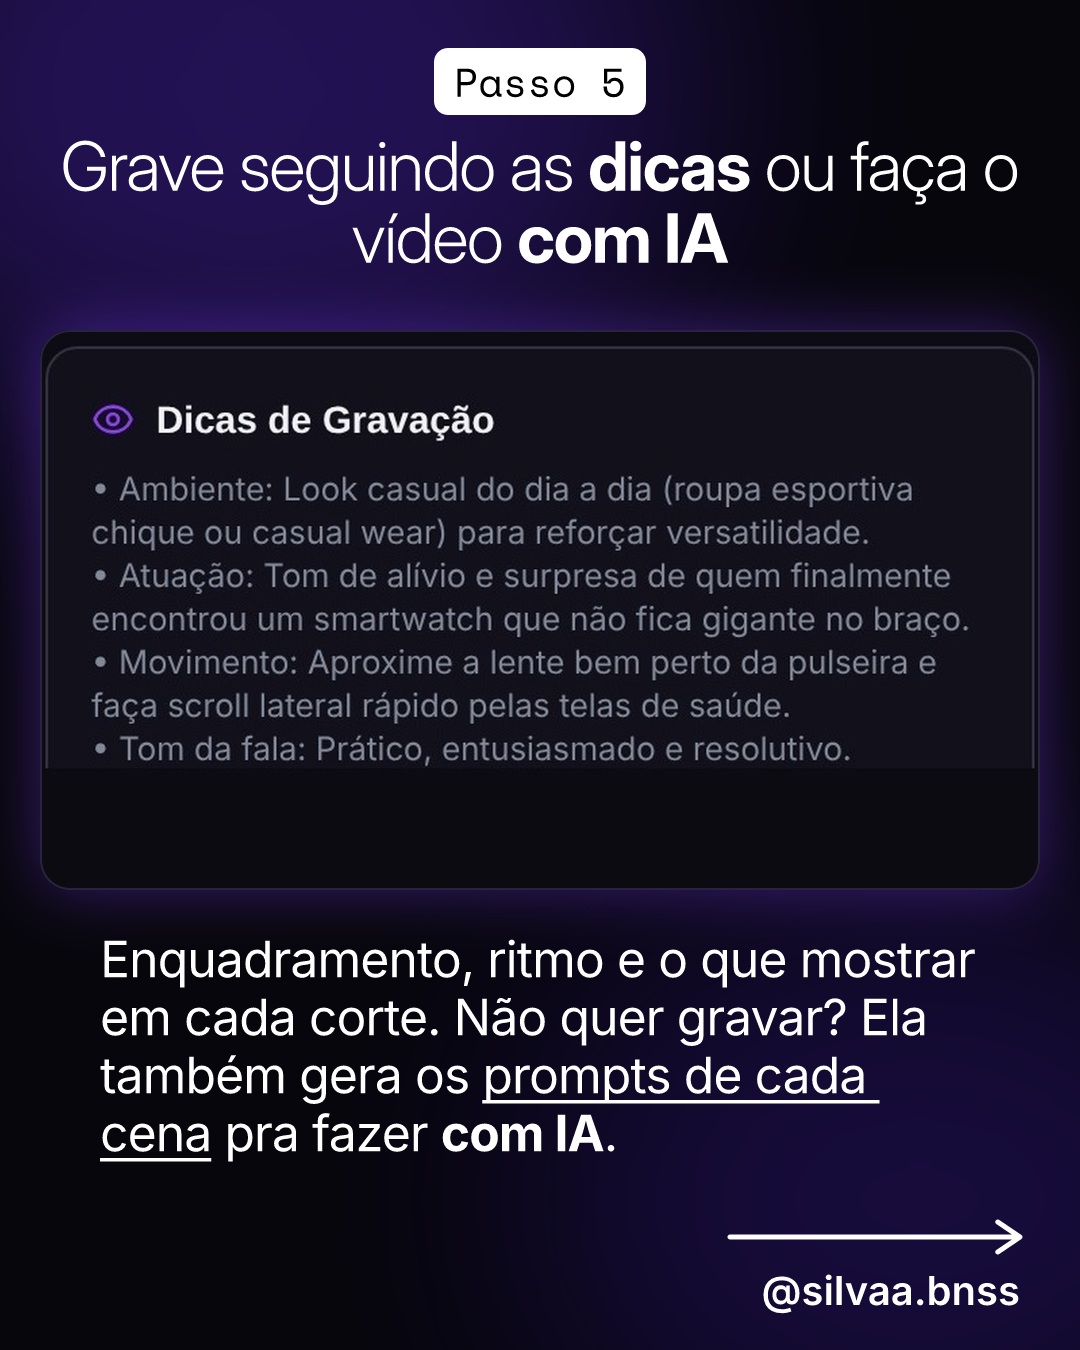 Passo 5
Grave seguindo as dicas ou faça o
vídeo com IA
Dicas de Gravação
• Ambiente: Look casual do dia a dia (roupa esportiva
chique ou casual wear) para reforçar versatilidade.
• Atuação: Tom de alívio e surpresa de quem finalmente
encontrou um smartwatch que não fica gigante no braço.
• Movimento: Aproxime a lente bem perto da pulseira e
faça scroll lateral rápido pelas telas de saúde.
• Tom da fala: Prático, entusiasmado e resolutivo.
Enquadramento, ritmo e o que mostrar
em cada corte. Não quer gravar? Ela
também gera os prompts de cada
cena pra fazer com IA.
@silvaa.bnss